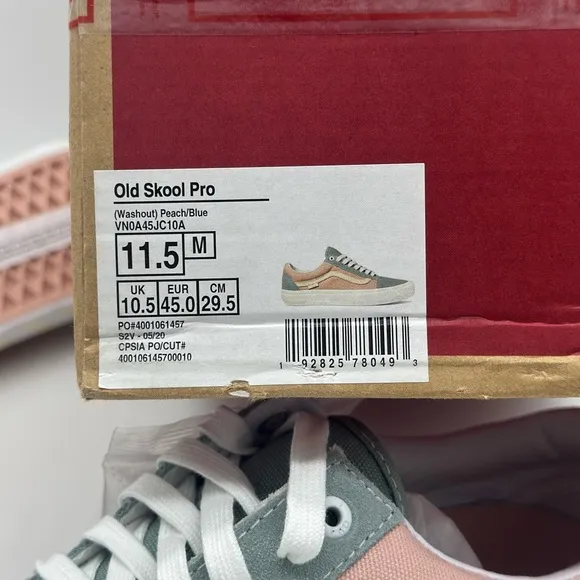 Old Skool Pro
(Washout) Peach/Blue
VN0A45JC10A
11.5 M
UK EUR CM
10.5 45.0 29.5
PO#4001061457
S2V - 05/20
CPSIA PO/CUT#
400106145700010
1 92825 78049 3